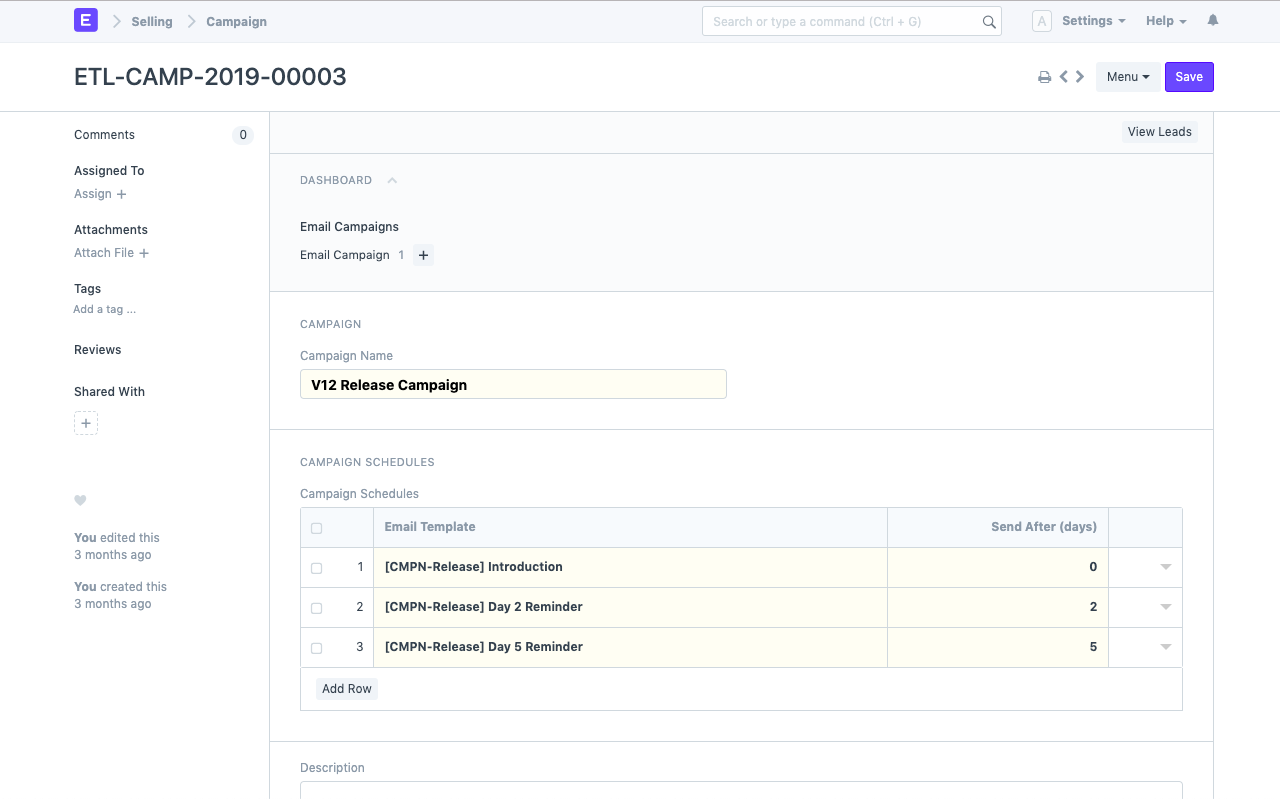 E Selling Campaign Search or type a command (Ctrl + G) A Settings Help
ETL-CAMP-2019-00003 Menu Save
Comments 0
View Leads
Assigned To
Assign +
Attachments
Attach File +
Tags
Add a tag ...
Reviews
Shared With
+
You edited this
3 months ago
You created this
3 months ago
DASHBOARD
Email Campaigns
Email Campaign 1 +
CAMPAIGN
Campaign Name
V12 Release Campaign
CAMPAIGN SCHEDULES
Campaign Schedules
Email Template Send After (days)
1 [CMPN-Release] Introduction 0
2 [CMPN-Release] Day 2 Reminder 2
3 [CMPN-Release] Day 5 Reminder 5
Add Row
Description